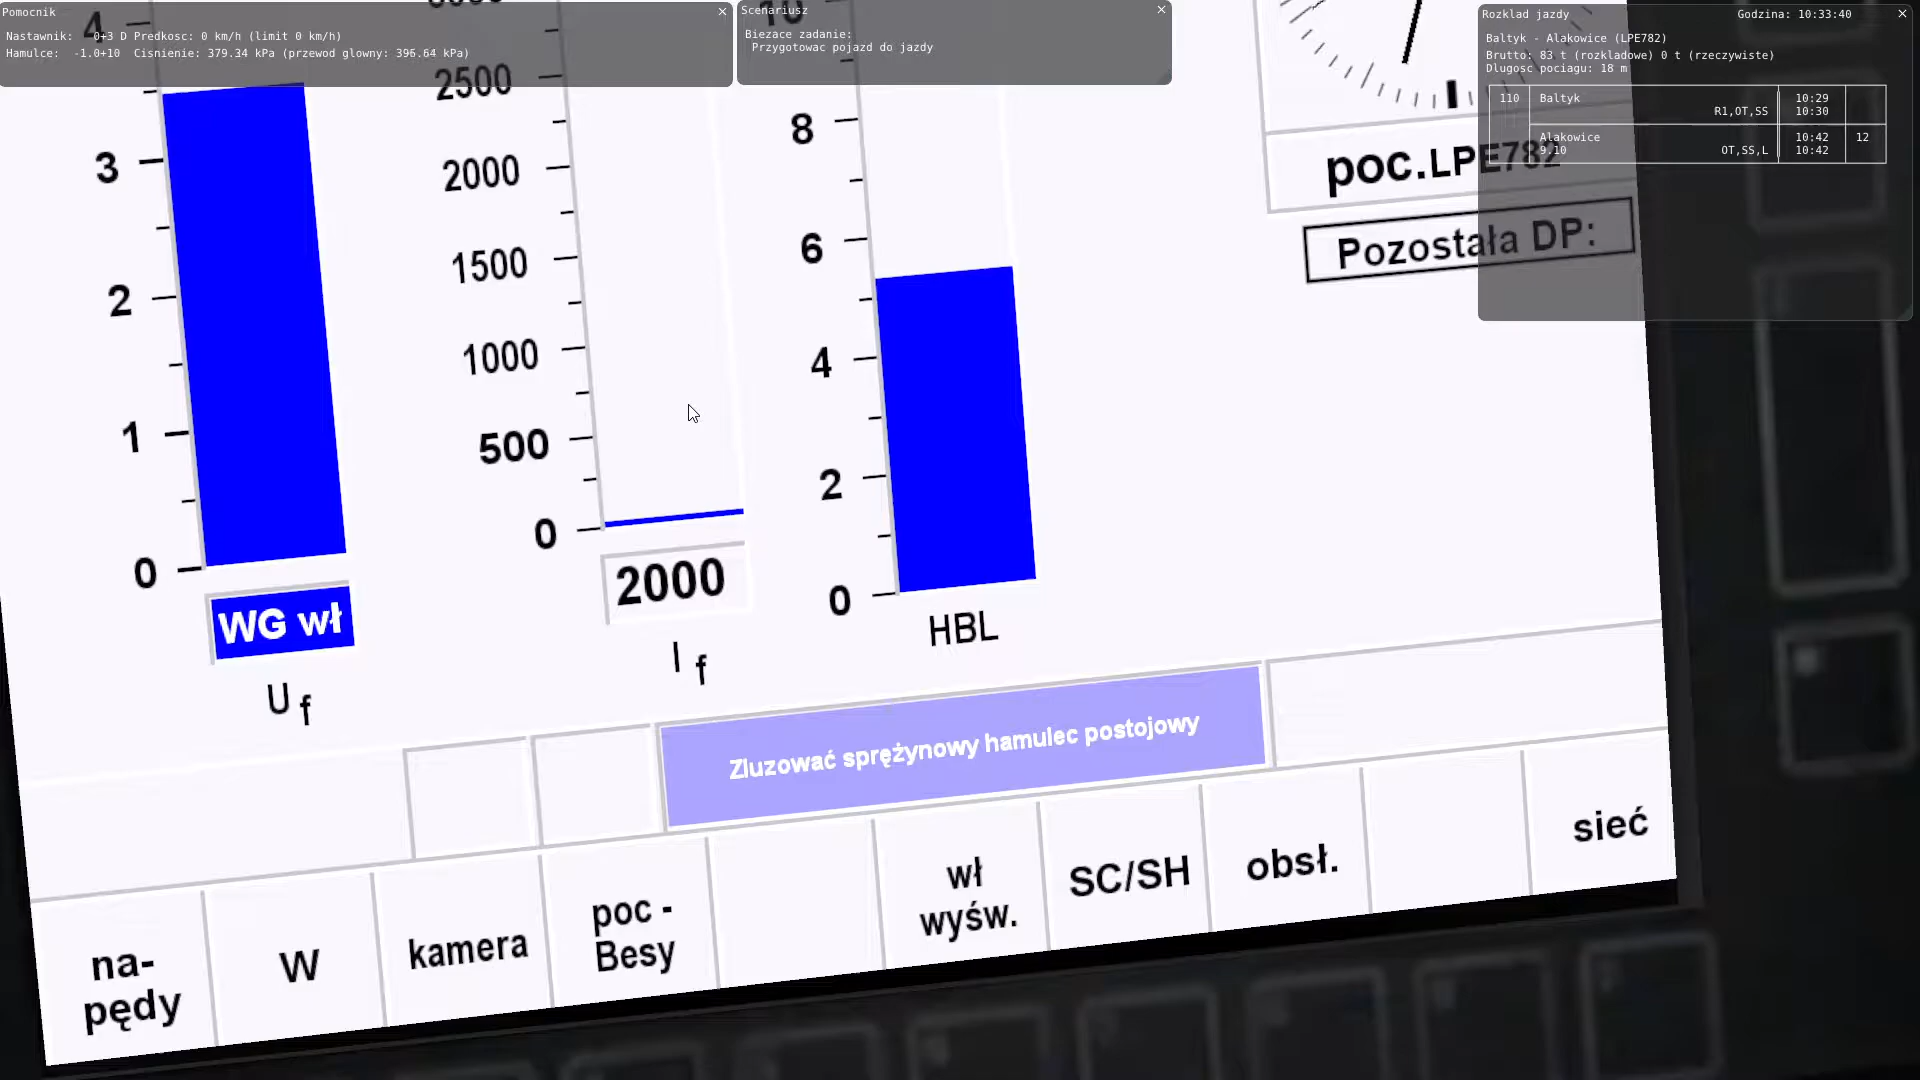 Pomocnik
Nastawnik: 0+3 D Predkosc: 0 km/h (limit 0 km/h)
Hamulce: -1.0+10 Cisnienie: 379.34 kPa (przewod glowny: 396.64 kPa)
Scenariusz
Biezace zadanie:
Przygotowac pojazd do jazdy
Rozklad jazdy Godzina: 10:33:40
Baltyk - Alakowice (LPE782)
Brutto: 83 t (rozkladowe) 0 t (rzeczywiste)
Dlugosc pociagu: 18 m
110 Baltyk 10:29
R1,OT,SS 10:30
Alakowice 10:42 12
9.10 OT,SS,L 10:42
4
3
2
1
0
WG wł
U f
2500
2000
1500
1000
500
0
2000
I f
10
8
6
4
2
0
HBL
poc.LPE782
Pozostała DP:
Zluzować sprężynowy hamulec postojowy
na-
pędy
W
kamera
poc -
Besy
wł
wyśw.
SC/SH
obsł.
sieć